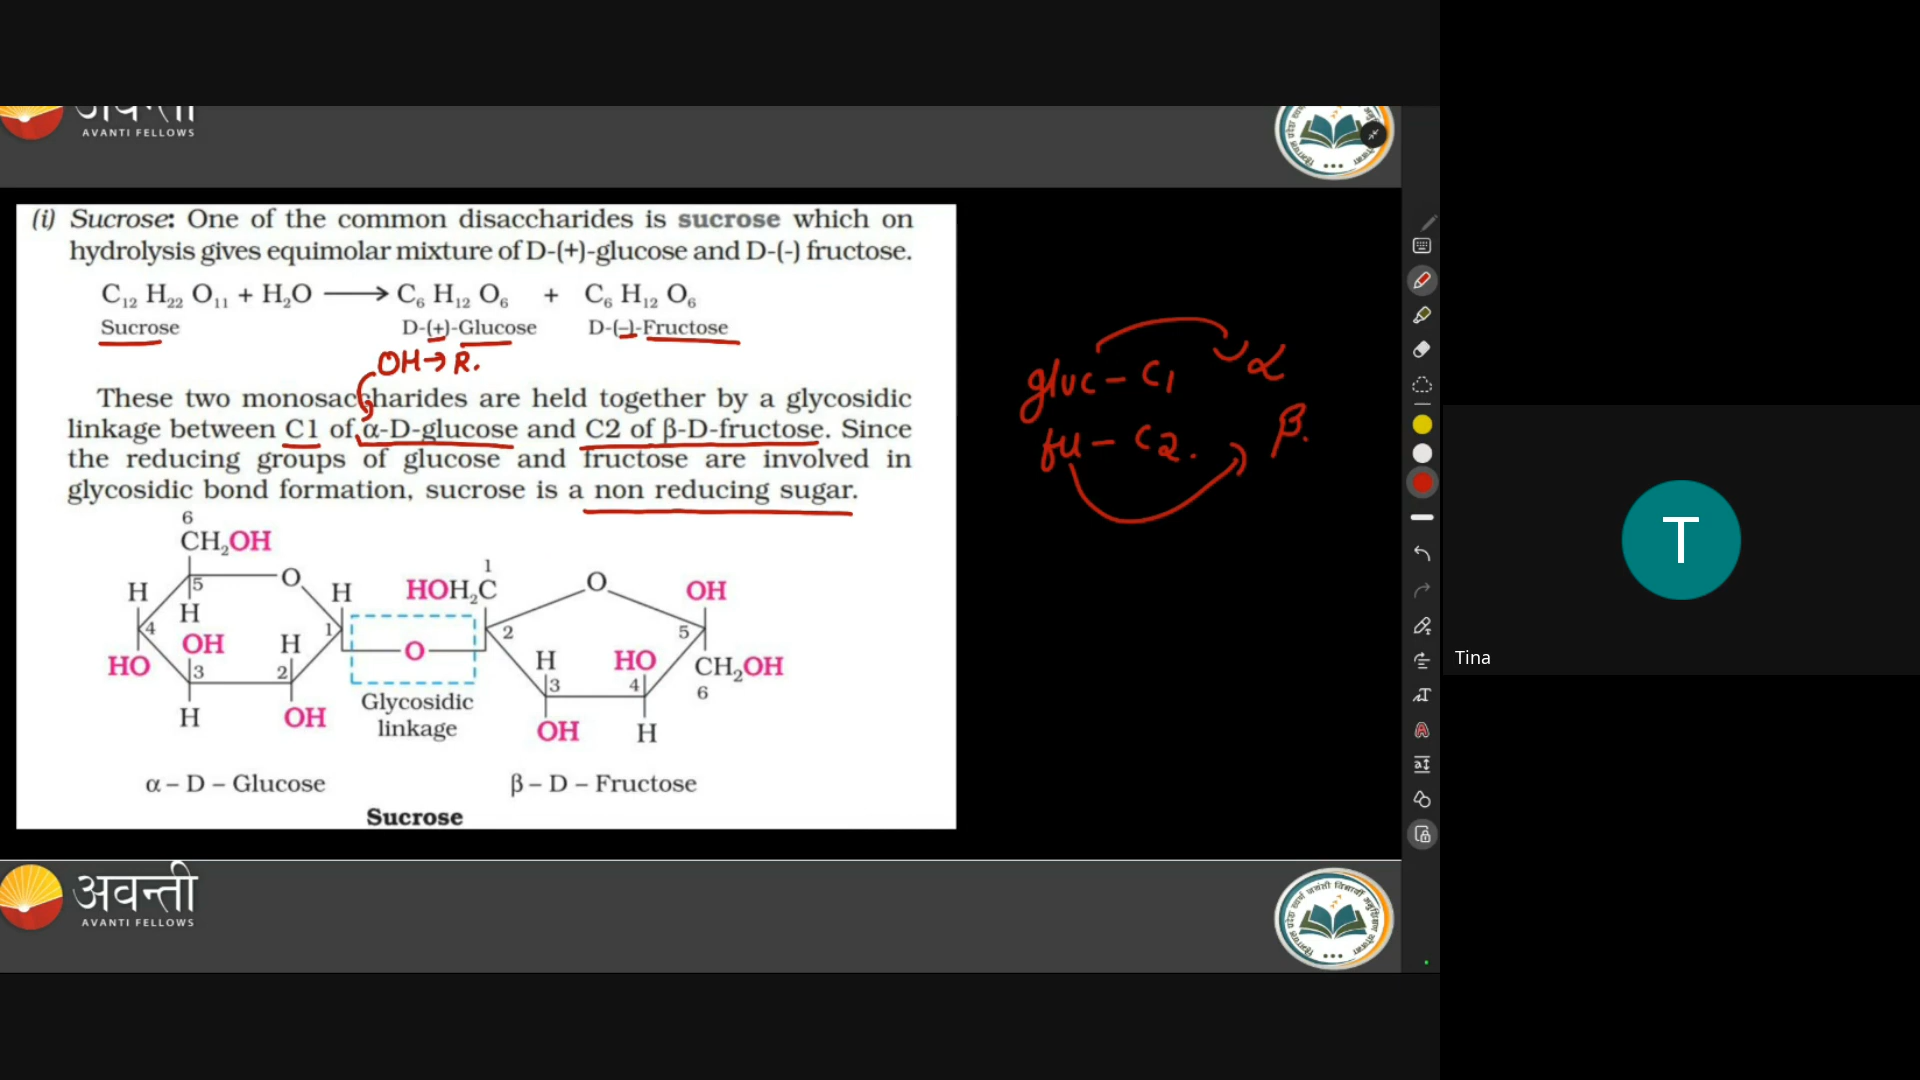 अवन्ती
AVANTI FELLOWS
(i) Sucrose: One of the common disaccharides is sucrose which on
hydrolysis gives equimolar mixture of D-(+)-glucose and D-(-) fructose.
C₁₂ H₂₂ O₁₁ + H₂O ⟶ C₆ H₁₂ O₆ + C₆ H₁₂ O₆
Sucrose D-(+)-Glucose D-(–)-Fructose
OH→R.
These two monosaccharides are held together by a glycosidic
linkage between C1 of α-D-glucose and C2 of β-D-fructose. Since
the reducing groups of glucose and fructose are involved in
glycosidic bond formation, sucrose is a non reducing sugar.
gluc – C1 α
fu – C2. β.
6
CH₂OH
1
H 5 O H HOH₂C O OH
H
4 1 2 5
OH H H HO
HO CH₂OH
3 2 3 4 6
Glycosidic
H OH linkage OH H
O
α – D – Glucose β – D – Fructose
Sucrose
T
Tina
अवन्ती
AVANTI FELLOWS